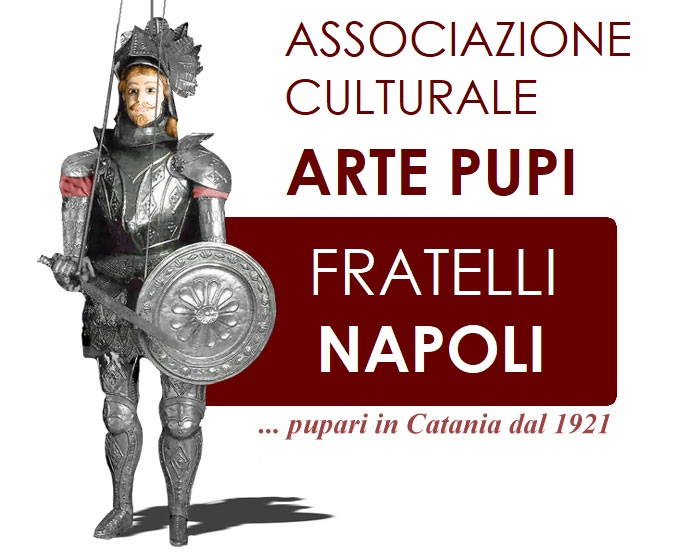 ASSOCIAZIONE
CULTURALE
ARTE PUPI
FRATELLI
NAPOLI
... pupari in Catania dal 1921